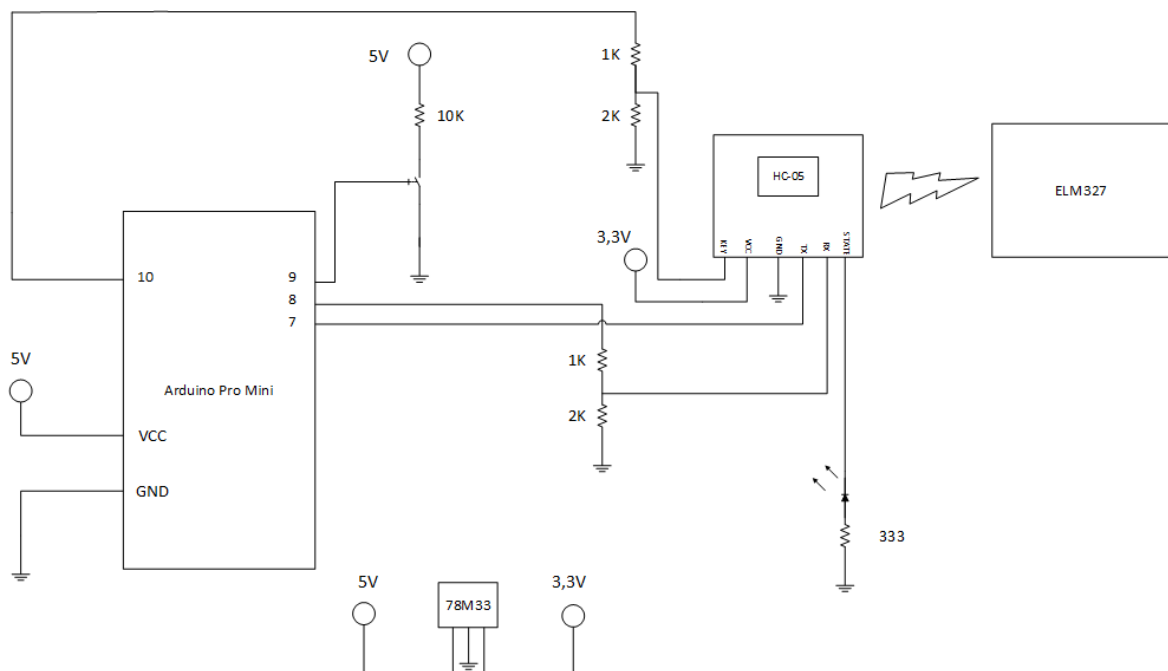 1K
5V
10K
2K
HC-05
ELM327
3,3V
KEY
VCC
GND
TX
RX
STATE
10
9
8
7
5V
1K
Arduino Pro Mini
2K
VCC
GND
333
5V
78M33
3,3V